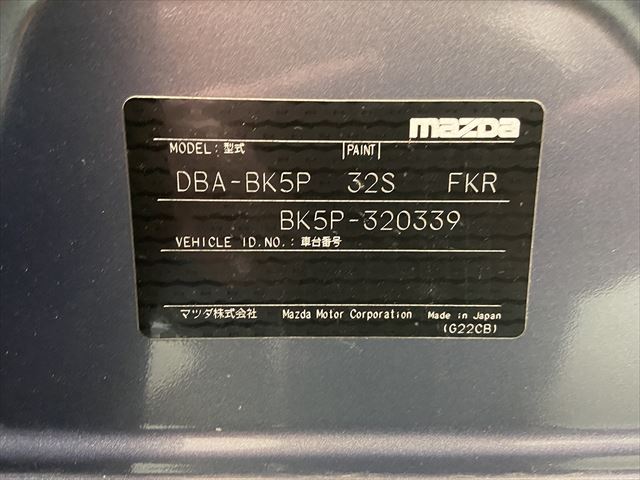 mazda
MODEL:型式 |PAINT|
DBA-BK5P 32S FKR
BK5P-320339
VEHICLE ID.NO.:車台番号
マツダ株式会社 Mazda Motor Corporation Made in Japan
(G22CB)